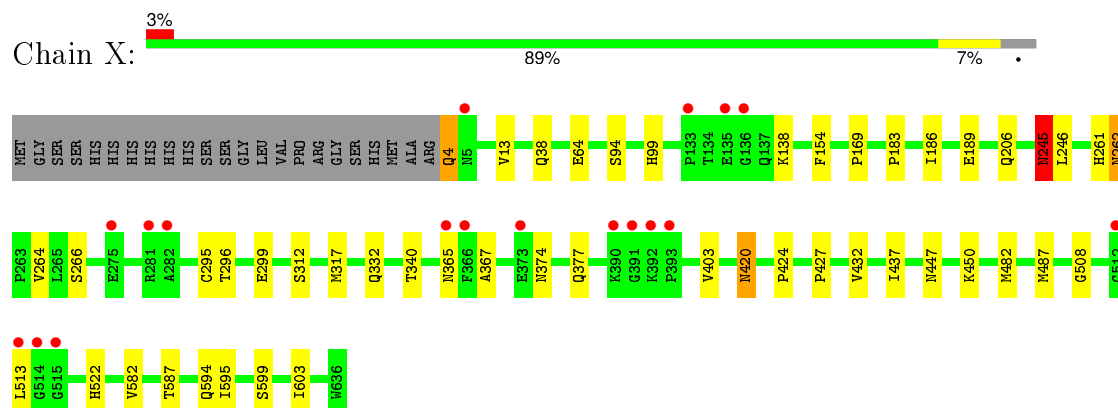 3%
Chain X:
89% 7% •
MET GLY SER SER HIS HIS HIS HIS HIS HIS SER SER GLY LEU VAL PRO ARG GLY SER HIS MET ALA ARG Q4 N5 V13 Q38 E64 S94 H99 P133 T134 E135 G136 Q137 K138 F154 P169 P183 I186 E189 Q206 N245 L246 H261 N262
P263 V264 L265 S266 E275 R281 A282 C295 T296 E299 S312 M317 Q332 T340 N365 F366 A367 E373 N374 Q377 K390 G391 K392 P393 V403 N420 P424 P427 V432 I437 N447 K450 M482 M487 G508 G512
L513 G514 G515 H522 V582 T587 Q594 I595 S599 I603 W636